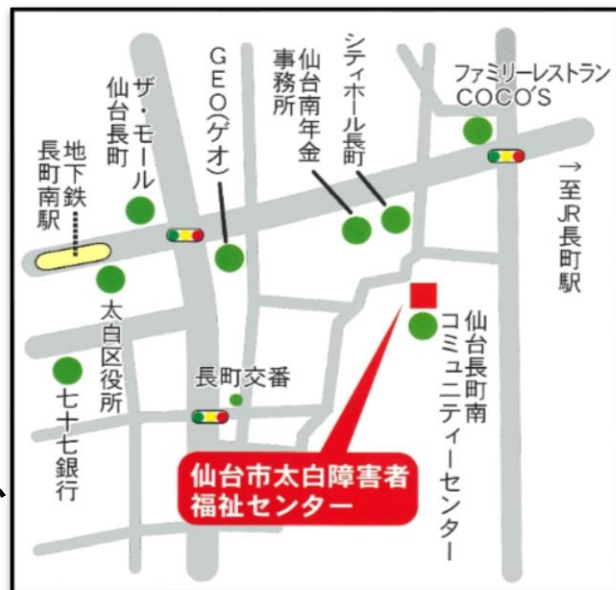 地下鉄
長町南駅
ザ・モール
仙台長町
GEO(ゲオ)
仙台南年金
事務所
シティホール長町
ファミリーレストラン
COCO'S
→至JR長町駅
太白区役所
七十七銀行
長町交番
仙台長町南
コミュニティーセンター
仙台市太白障害者
福祉センター